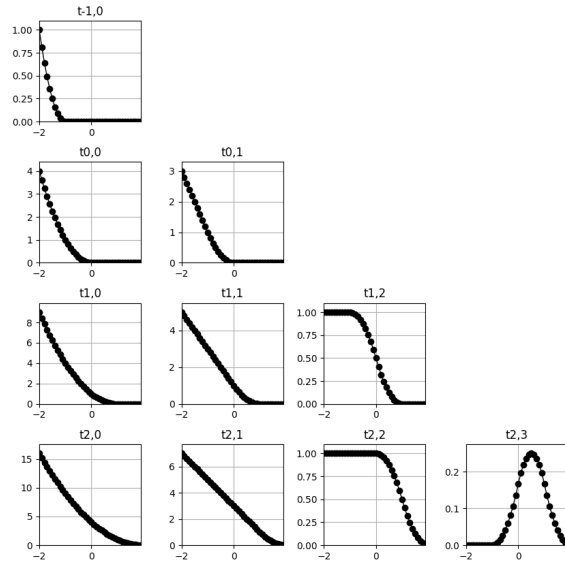 t-1,0
1.00
0.75
0.50
0.25
0.00
−2 0
t0,0 t0,1
4 3
3
2 2
1 1
0 0
−2 0 −2 0
t1,0 t1,1 t1,2
8 4 1.00
6 0.75
4 2 0.50
2 0.25
0 0 0.00
−2 0 −2 0 −2 0
t2,0 t2,1 t2,2 t2,3
15 6 1.00 0.2
10 4 0.75
0.50 0.1
5 2 0.25
0 0 0.00 0.0
−2 0 −2 0 −2 0 −2 0